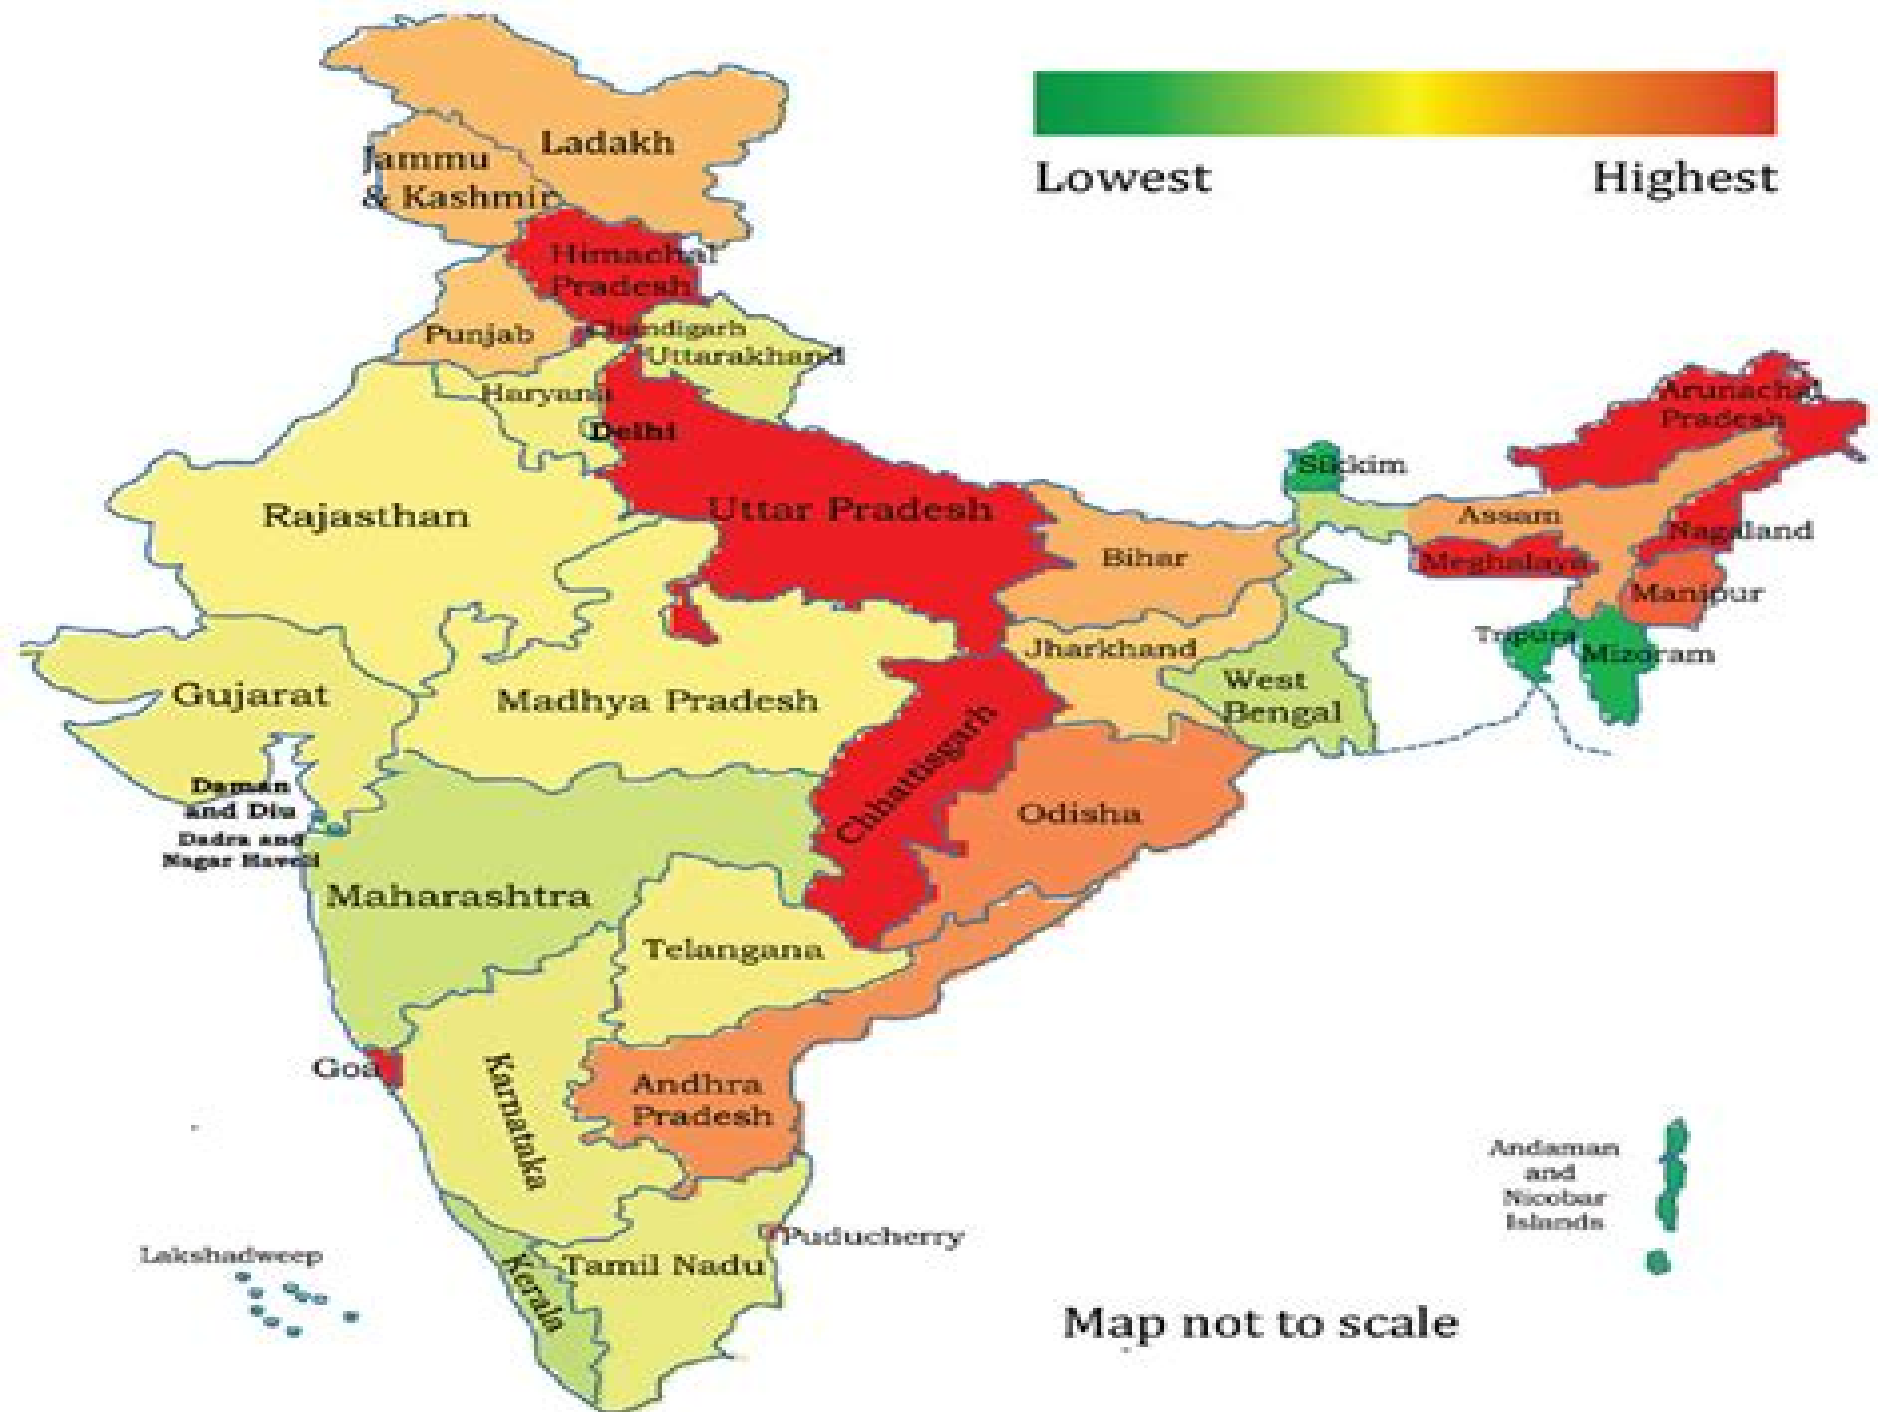 Ladakh
Jammu
& Kashmir
Lowest
Highest
Himachal
Pradesh
Chandigarh
Punjab
Uttarakhand
Haryana
Delhi
Arunachal
Pradesh
Sikkim
Rajasthan
Uttar Pradesh
Assam
Nagaland
Bihar
Meghalaya
Manipur
Tripura
Mizoram
Jharkhand
Gujarat
Madhya Pradesh
West
Bengal
Chhattisgarh
Daman
and Diu
Dadra and
Nagar Haveli
Odisha
Maharashtra
Telangana
Goa
Karnataka
Andhra
Pradesh
Andaman
and
Nicobar
Islands
Puducherry
Lakshadweep
Kerala
Tamil Nadu
Map not to scale